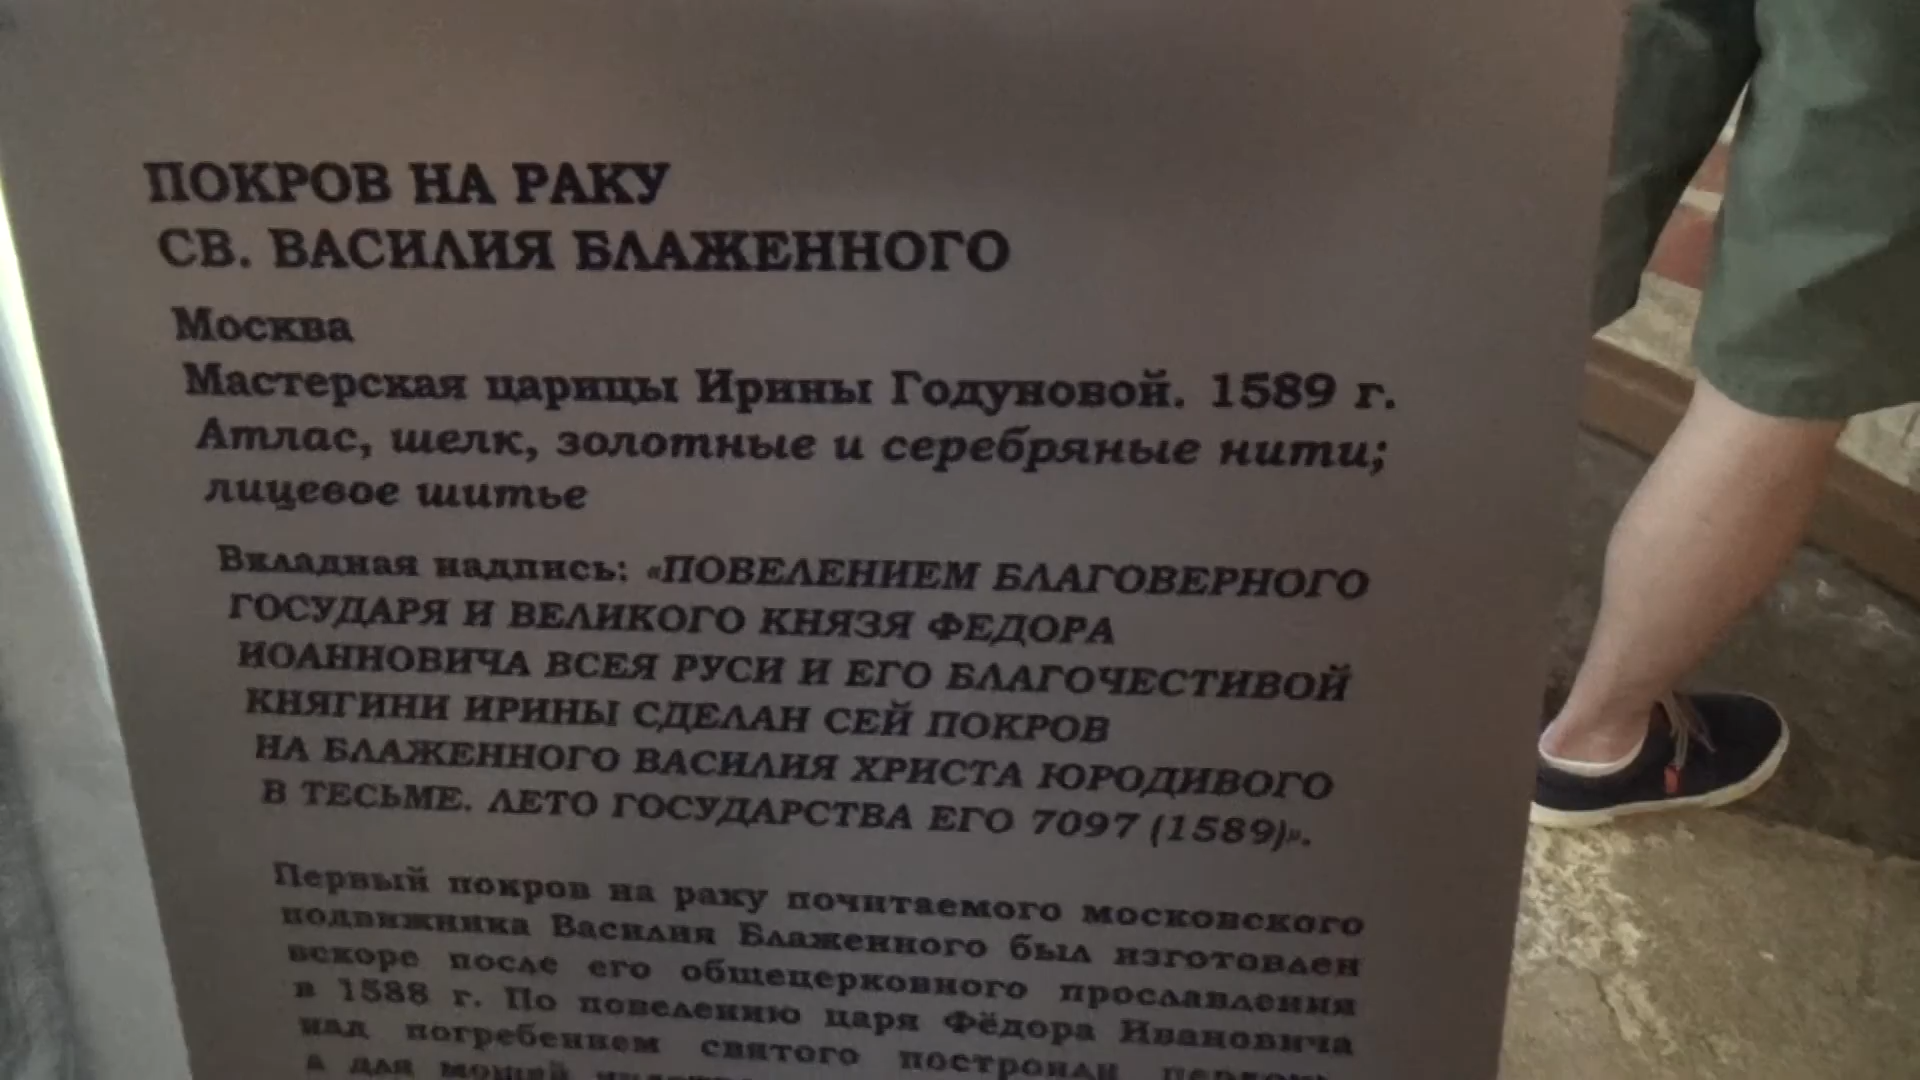 ПОКРОВ НА РАКУ
СВ. ВАСИЛИЯ БЛАЖЕННОГО
Москва
Мастерская царицы Ирины Годуновой. 1589 г.
Атлас, шелк, золотные и серебряные нити;
лицевое шитье
Вкладная надпись: «ПОВЕЛЕНИЕМ БЛАГОВЕРНОГО
ГОСУДАРЯ И ВЕЛИКОГО КНЯЗЯ ФЕДОРА
ИОАННОВИЧА ВСЕЯ РУСИ И ЕГО БЛАГОЧЕСТИВОЙ
КНЯГИНИ ИРИНЫ СДЕЛАН СЕЙ ПОКРОВ
НА БЛАЖЕННОГО ВАСИЛИЯ ХРИСТА ЮРОДИВОГО
В ТЕСЬМЕ. ЛЕТО ГОСУДАРСТВА ЕГО 7097 (1589)».
Первый покров на раку почитаемого московского
подвижника Василия Блаженного был изготовлен
вскоре после его общецерковного прославления
в 1588 г. По повелению царя Фёдора Ивановича
над погребением святого построили
а для мощей